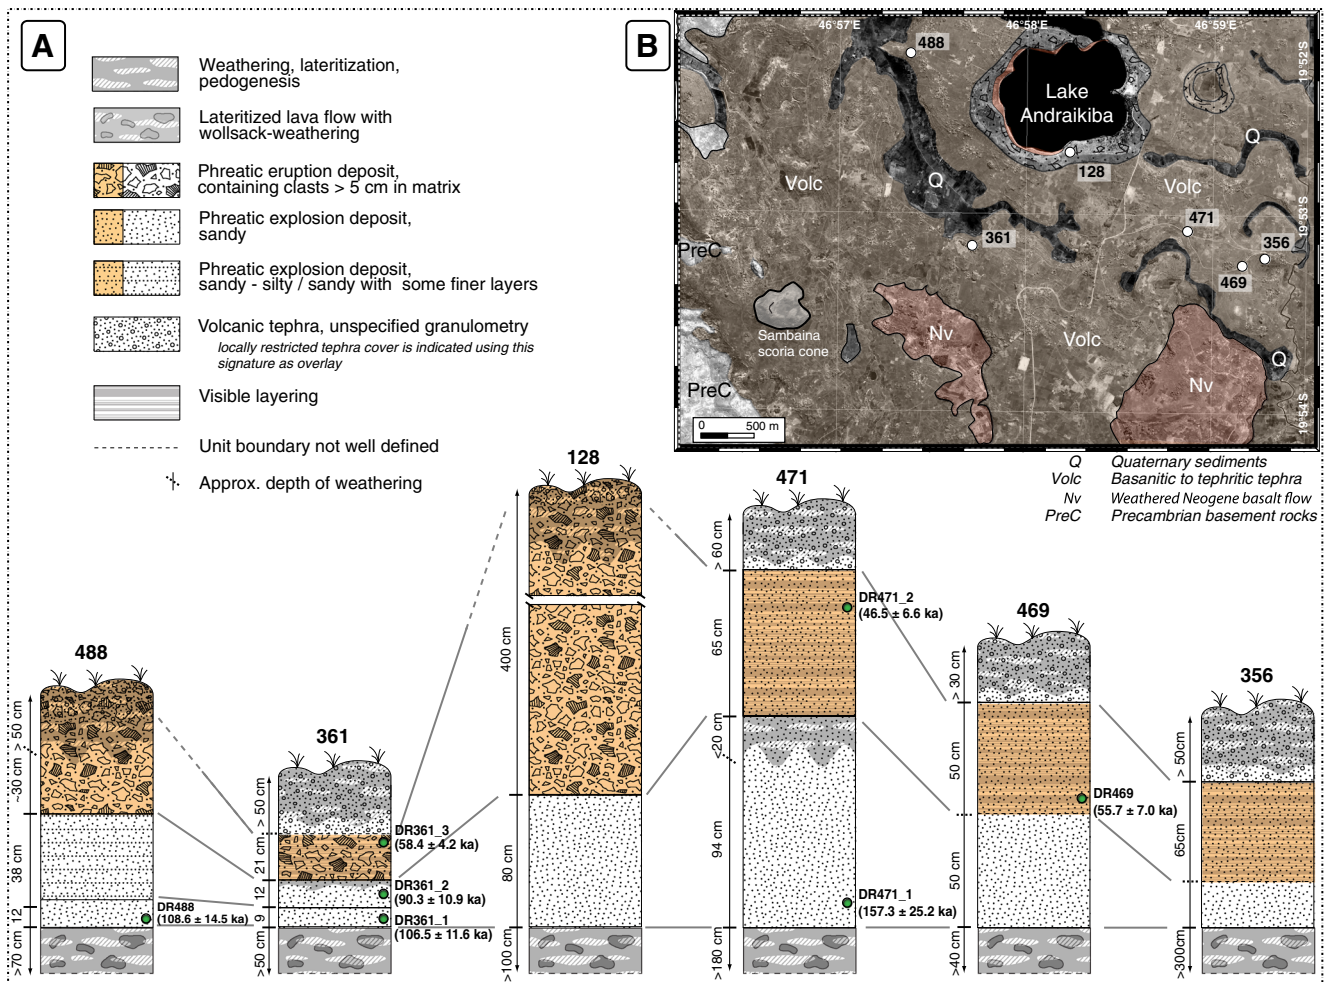 A
Weathering, lateritization,
pedogenesis
Lateritized lava flow with
wollsack-weathering
Phreatic eruption deposit,
containing clasts > 5 cm in matrix
Phreatic explosion deposit,
sandy
Phreatic explosion deposit,
sandy - silty / sandy with some finer layers
Volcanic tephra, unspecified granulometry
locally restricted tephra cover is indicated using this
signature as overlay
Visible layering
Unit boundary not well defined
Approx. depth of weathering
B
46°57'E
46°58'E
46°59'E
19°52'S
19°53'S
19°54'S
488
Lake
Andraikiba
128
Q
Volc
Q
Volc
471
361
356
469
PreC
Sambaina
scoria cone
Nv
Volc
Q
Nv
PreC
0 500 m
Q Quaternary sediments
Volc Basanitic to tephritic tephra
Nv Weathered Neogene basalt flow
PreC Precambrian basement rocks
488
> 50 cm
~30 cm
38 cm
12
>70 cm
DR488
(108.6 ± 14.5 ka)
361
> 50 cm
21 cm
12
9
>50 cm
DR361_3
(58.4 ± 4.2 ka)
DR361_2
(90.3 ± 10.9 ka)
DR361_1
(106.5 ± 11.6 ka)
128
400 cm
80 cm
>100 cm
471
> 60 cm
65 cm
<20 cm
94 cm
>180 cm
DR471_2
(46.5 ± 6.6 ka)
DR471_1
(157.3 ± 25.2 ka)
469
> 30 cm
50 cm
50 cm
>40 cm
DR469
(55.7 ± 7.0 ka)
356
> 50cm
65cm
>300cm